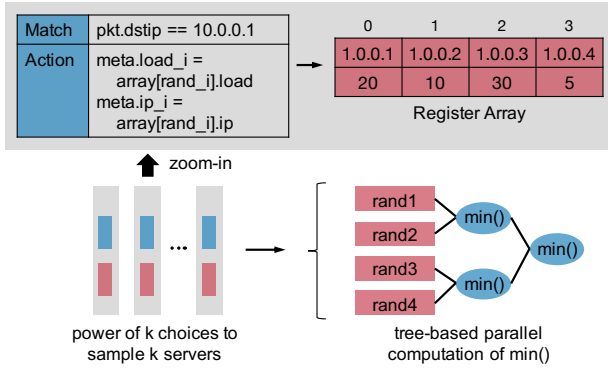 Match pkt.dstip == 10.0.0.1
Action meta.load_i =
array[rand_i].load
meta.ip_i =
array[rand_i].ip
0 1 2 3
1.0.0.1 1.0.0.2 1.0.0.3 1.0.0.4
20 10 30 5
Register Array
zoom-in
...
rand1
rand2
rand3
rand4
min()
min()
min()
power of k choices to
sample k servers
tree-based parallel
computation of min()